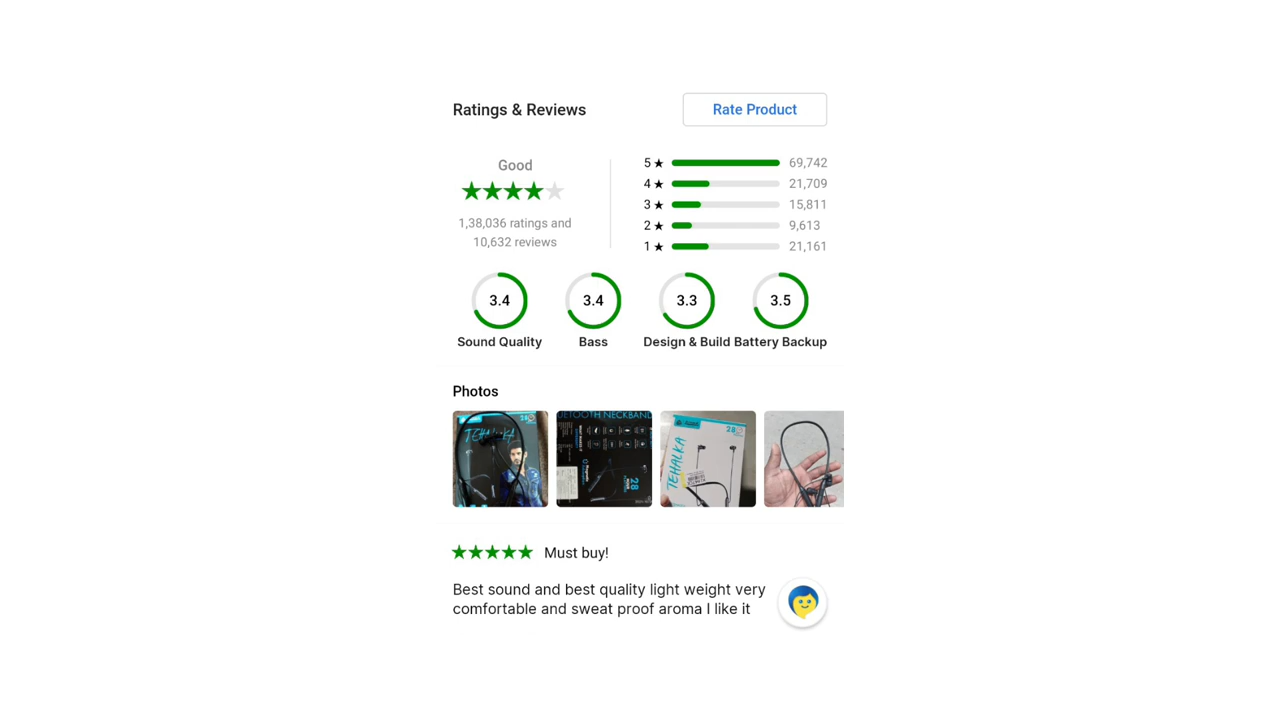 Ratings & Reviews
Rate Product
Good
1,38,036 ratings and
10,632 reviews
5 ★ 69,742
4 ★ 21,709
3 ★ 15,811
2 ★ 9,613
1 ★ 21,161
3.4 3.4 3.3 3.5
Sound Quality Bass Design & Build Battery Backup
Photos
TEHALKA
28
BLUETOOTH NECKBAND
28
28
TEHALKA
★★★★★ Must buy!
Best sound and best quality light weight very
comfortable and sweat proof aroma I like it